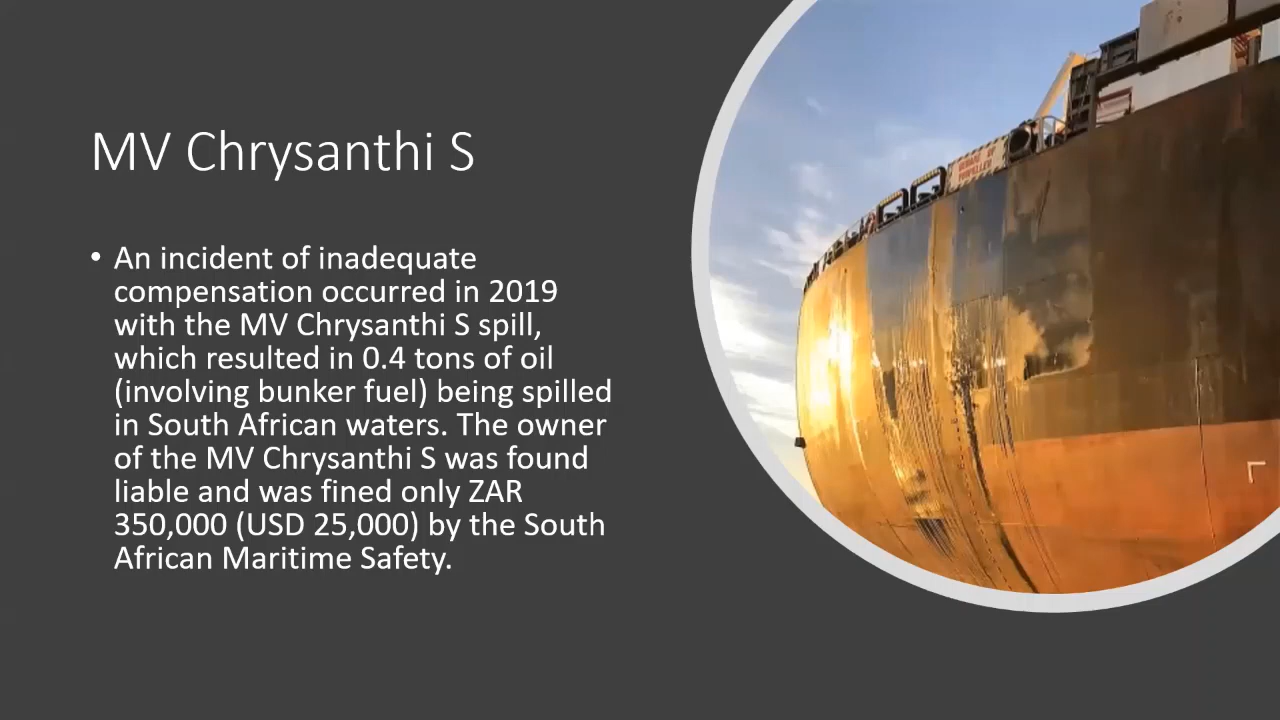 MV Chrysanthi S
• An incident of inadequate
compensation occurred in 2019
with the MV Chrysanthi S spill,
which resulted in 0.4 tons of oil
(involving bunker fuel) being spilled
in South African waters. The owner
of the MV Chrysanthi S was found
liable and was fined only ZAR
350,000 (USD 25,000) by the South
African Maritime Safety.